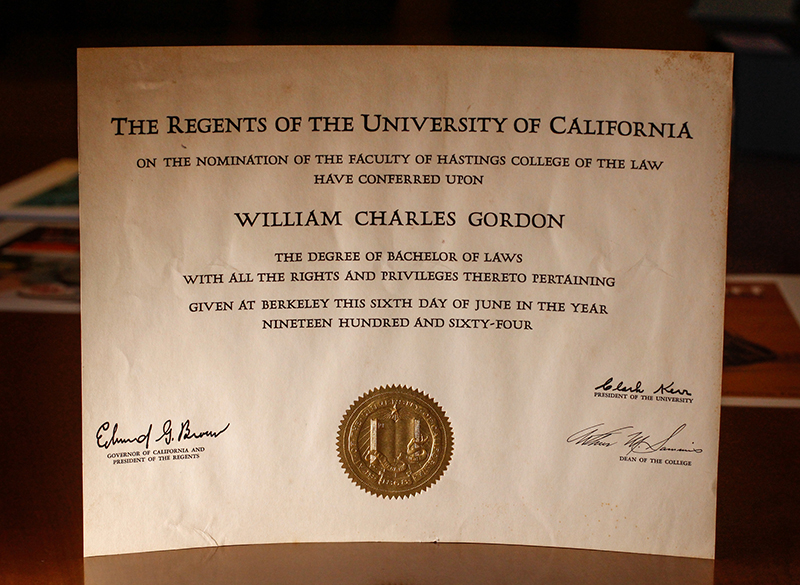 THE REGENTS OF THE UNIVERSITY OF CALIFORNIA
ON THE NOMINATION OF THE FACULTY OF HASTINGS COLLEGE OF THE LAW
HAVE CONFERRED UPON
WILLIAM CHARLES GORDON
THE DEGREE OF BACHELOR OF LAWS
WITH ALL THE RIGHTS AND PRIVILEGES THERETO PERTAINING
GIVEN AT BERKELEY THIS SIXTH DAY OF JUNE IN THE YEAR
NINETEEN HUNDRED AND SIXTY-FOUR
Clark Kerr
PRESIDENT OF THE UNIVERSITY
Edmund G. Brown
GOVERNOR OF CALIFORNIA AND
PRESIDENT OF THE REGENTS
DEAN OF THE COLLEGE